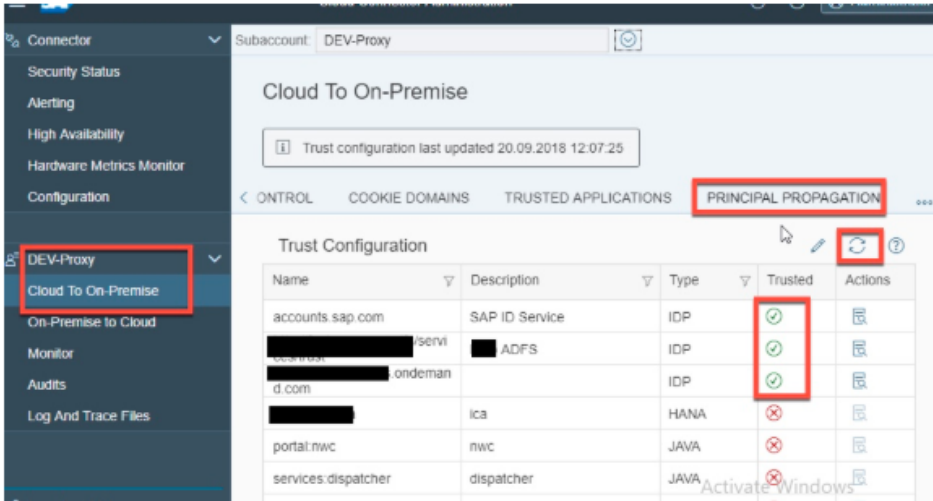 Connector
Subaccount: DEV-Proxy
Security Status
Alerting
High Availability
Hardware Metrics Monitor
Configuration
DEV-Proxy
Cloud To On-Premise
On-Premise to Cloud
Monitor
Audits
Log And Trace Files
Cloud To On-Premise
Trust configuration last updated 20.09.2018 12:07:25
ONTROL COOKIE DOMAINS TRUSTED APPLICATIONS PRINCIPAL PROPAGATION
Trust Configuration
Name Description Type Trusted Actions
accounts.sap.com SAP ID Service IDP
/servi
ADFS IDP
.ondeman
d.com IDP
ica HANA
portal:nwc nwc JAVA
services:dispatcher dispatcher JAVA
Activate Windows